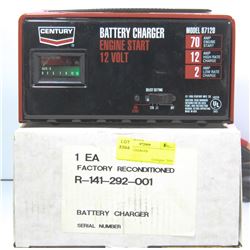 CENTURY
BATTERY CHARGER
ENGINE START
12 VOLT
MODEL 87120
70 AMP ENGINE START
12 AMP HIGH RATE CHARGE
2 AMP LOW RATE CHARGE
LOT
1 EA
FACTORY RECONDITIONED
R-141-292-001
BATTERY CHARGER
SERIAL NUMBER